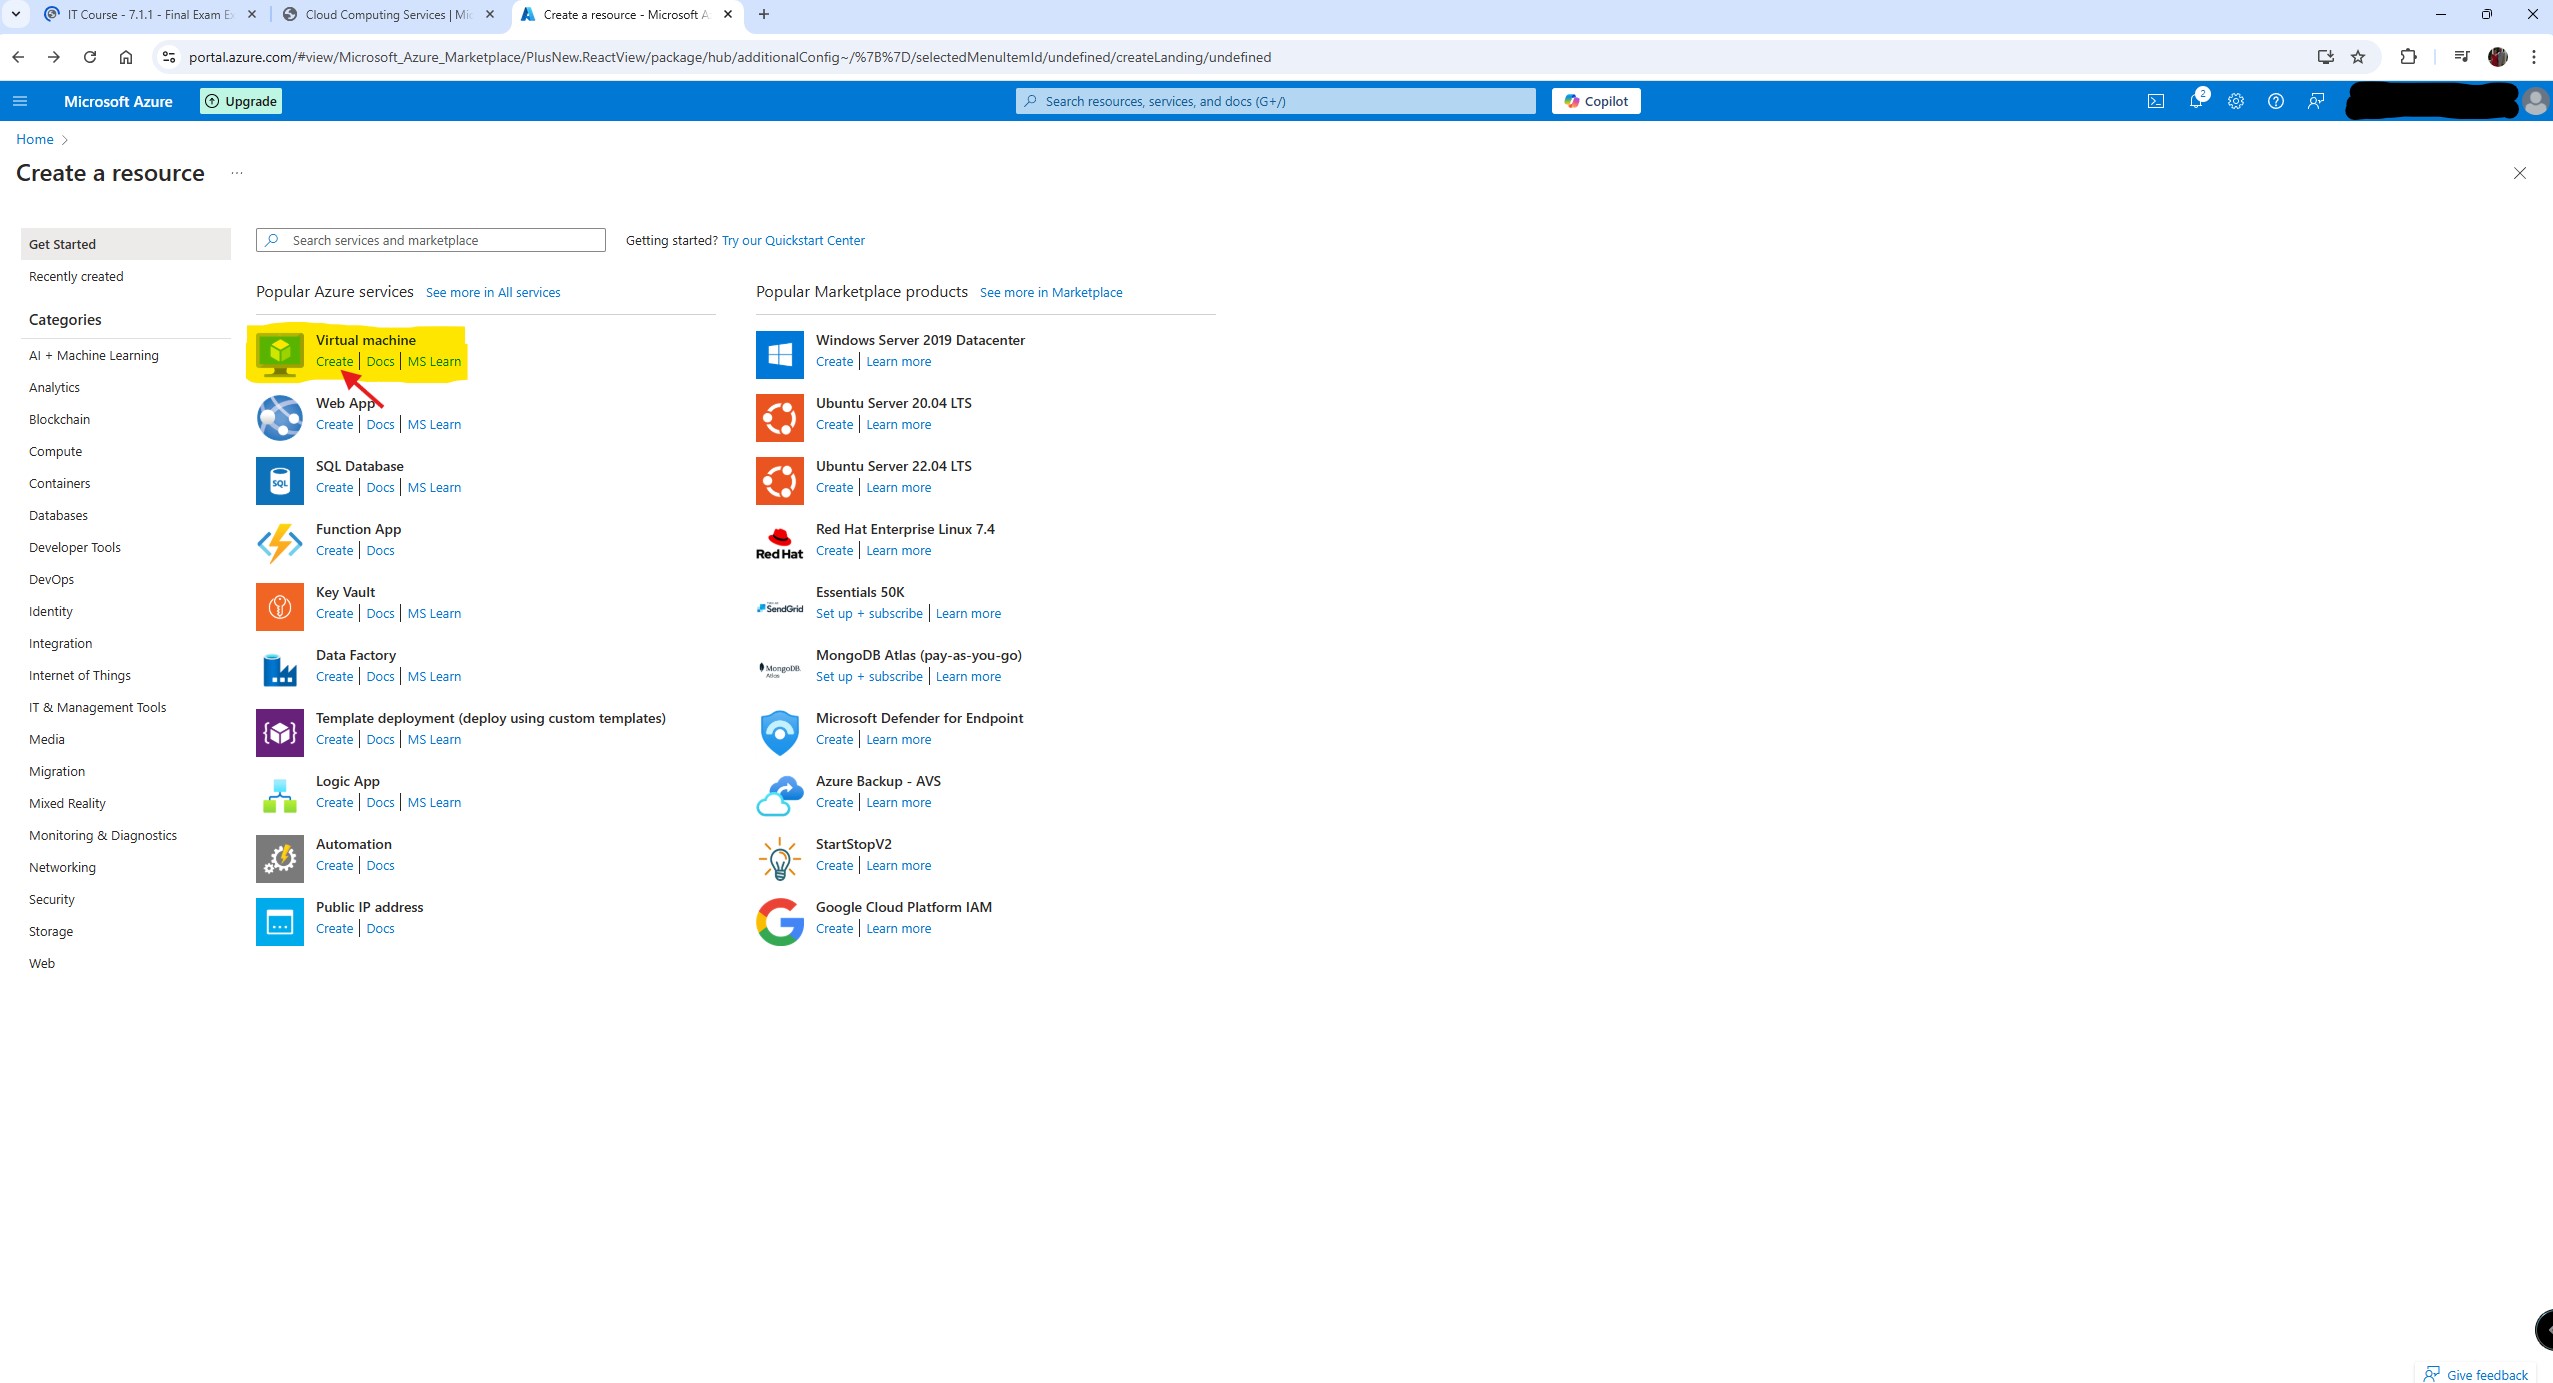 IT Course - 7.1.1 - Final Exam E
Cloud Computing Services | Mi
Create a resource - Microsoft A
portal.azure.com/#view/Microsoft_Azure_Marketplace/PlusNew.ReactView/package/hub/additionalConfig~/%7B%7D/selectedMenuItemId/undefined/createLanding/undefined
Microsoft Azure
Upgrade
Search resources, services, and docs (G+/)
Copilot
2
Home
Create a resource
Get Started
Recently created
Categories
AI + Machine Learning
Analytics
Blockchain
Compute
Containers
Databases
Developer Tools
DevOps
Identity
Integration
Internet of Things
IT & Management Tools
Media
Migration
Mixed Reality
Monitoring & Diagnostics
Networking
Security
Storage
Web
Search services and marketplace
Getting started? Try our Quickstart Center
Popular Azure services See more in All services
Virtual machine
Create | Docs | MS Learn
Web App
Create | Docs | MS Learn
SQL
SQL Database
Create | Docs | MS Learn
Function App
Create | Docs
Key Vault
Create | Docs | MS Learn
Data Factory
Create | Docs | MS Learn
Template deployment (deploy using custom templates)
Create | Docs | MS Learn
Logic App
Create | Docs | MS Learn
Automation
Create | Docs
Public IP address
Create | Docs
Popular Marketplace products See more in Marketplace
Windows Server 2019 Datacenter
Create | Learn more
Ubuntu Server 20.04 LTS
Create | Learn more
Ubuntu Server 22.04 LTS
Create | Learn more
Red Hat
Red Hat Enterprise Linux 7.4
Create | Learn more
SendGrid
Essentials 50K
Set up + subscribe | Learn more
MongoDB.
Atlas
MongoDB Atlas (pay-as-you-go)
Set up + subscribe | Learn more
Microsoft Defender for Endpoint
Create | Learn more
Azure Backup - AVS
Create | Learn more
StartStopV2
Create | Learn more
Google Cloud Platform IAM
Create | Learn more
Give feedback